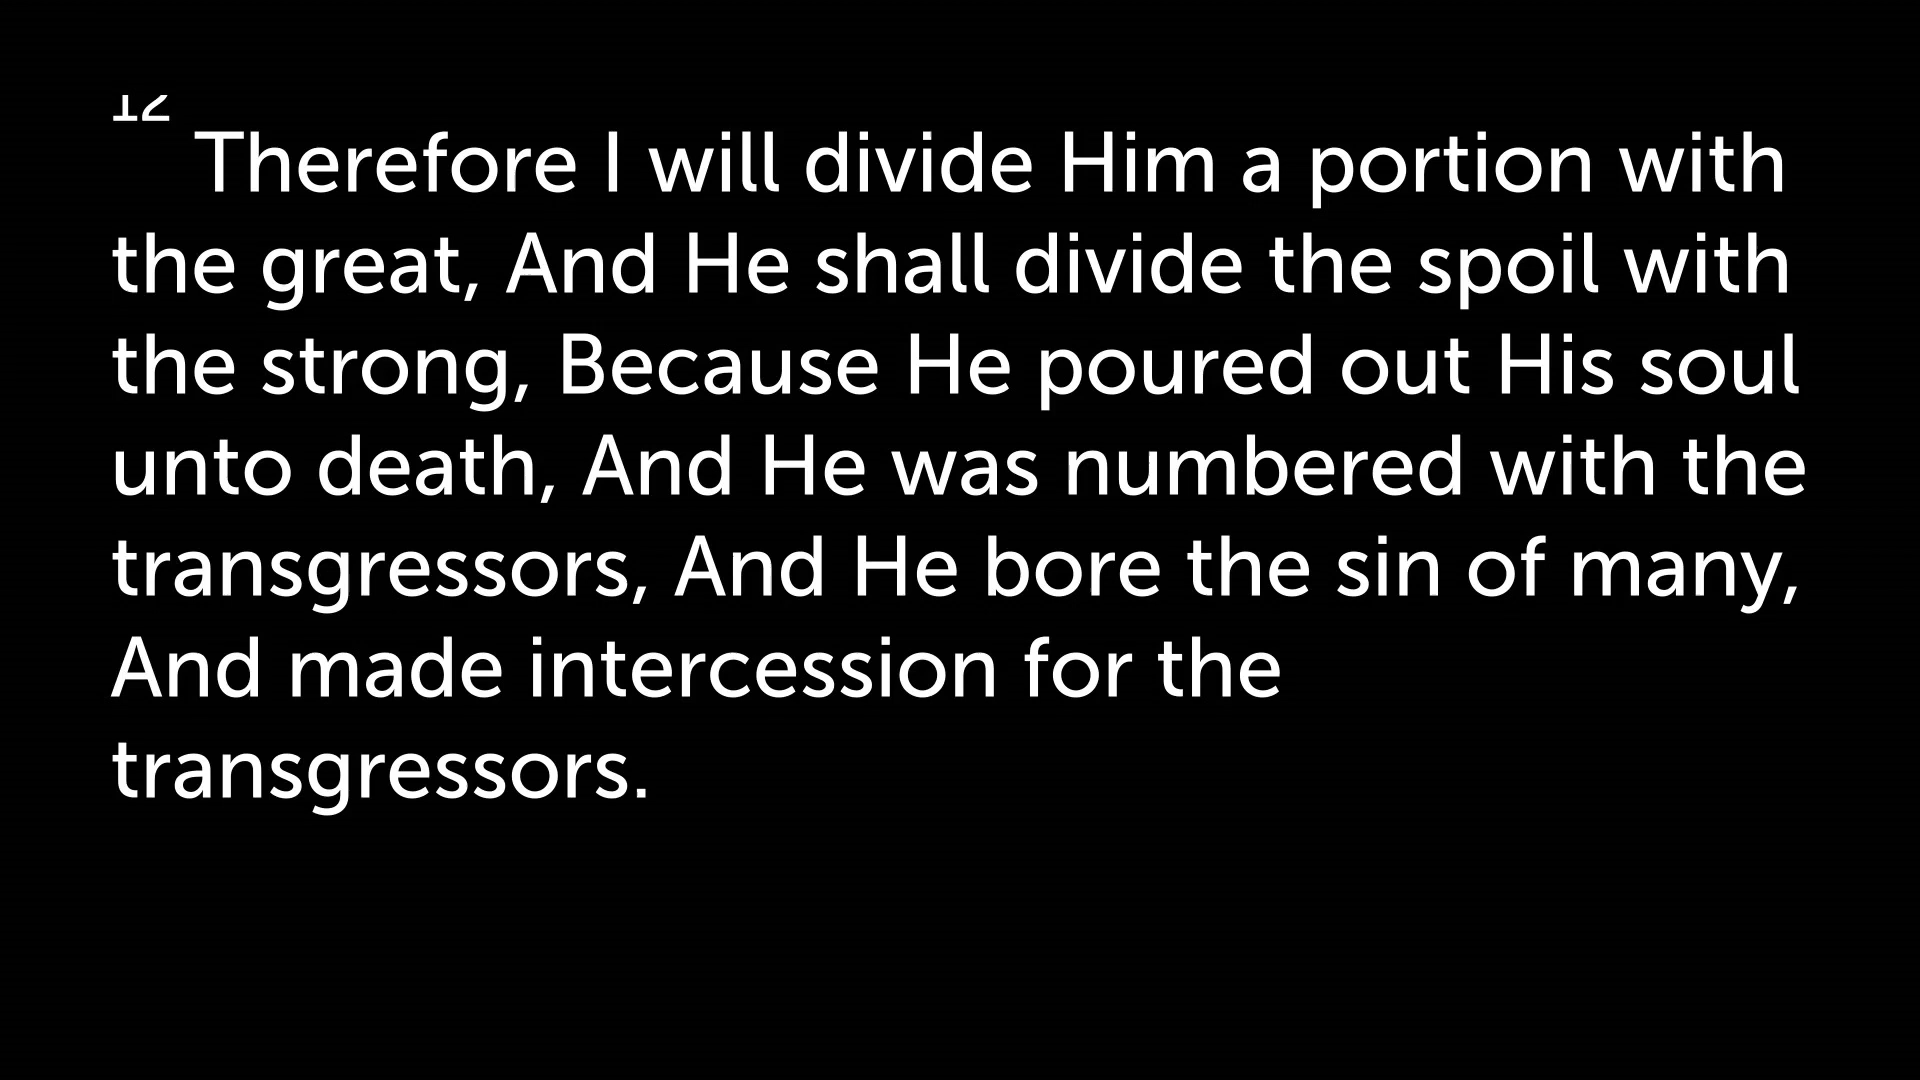 12
Therefore I will divide Him a portion with
the great, And He shall divide the spoil with
the strong, Because He poured out His soul
unto death, And He was numbered with the
transgressors, And He bore the sin of many,
And made intercession for the
transgressors.